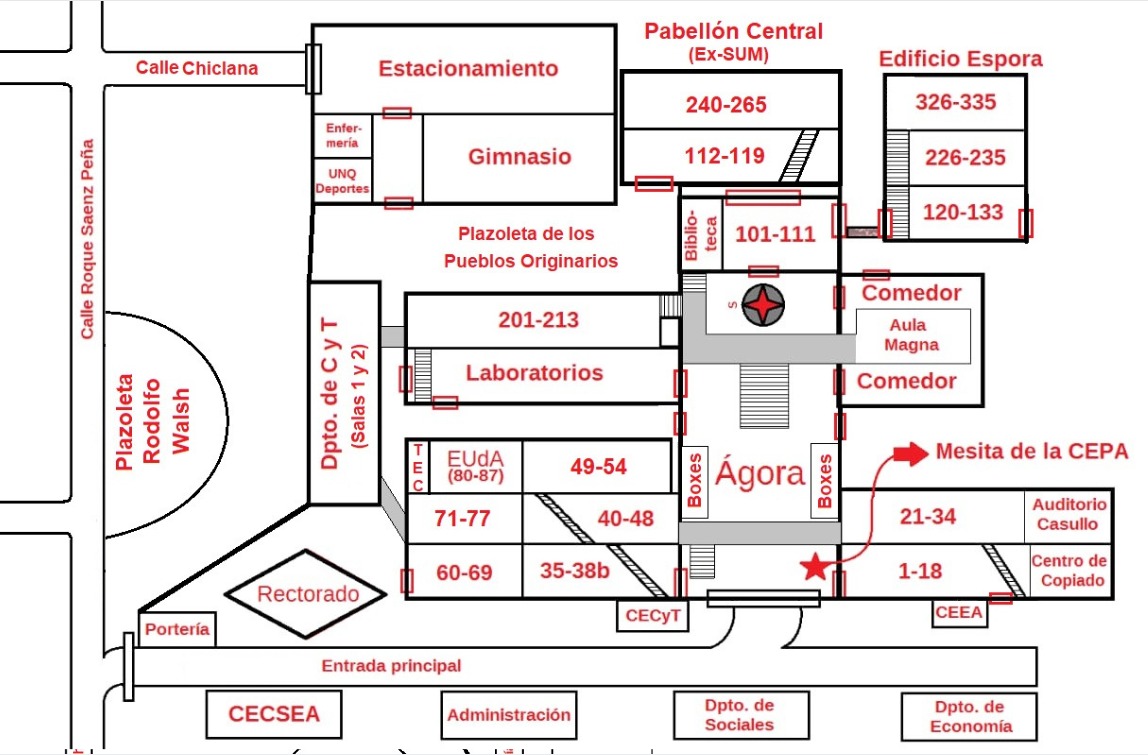 Pabellón Central
(Ex-SUM)
Edificio Espora
Calle Chiclana
Estacionamiento
240-265
326-335
Enfer-
mería
Gimnasio
112-119
226-235
UNQ
Deportes
120-133
Calle Roque Saenz Peña
Plazoleta de los
Pueblos Originarios
Biblio-
teca
101-111
Comedor
S
201-213
Aula
Magna
Laboratorios
Comedor
Dpto. de C y T
(Salas 1 y 2)
Plazoleta
Rodolfo
Walsh
TEC
EUdA
(80-87)
49-54
Boxes
Ágora
Boxes
Mesita de la CEPA
71-77
40-48
21-34
Auditorio
Casullo
60-69
35-38b
1-18
Centro de
Copiado
Rectorado
Portería
CECyT
CEEA
Entrada principal
CECSEA
Administración
Dpto. de
Sociales
Dpto. de
Economía